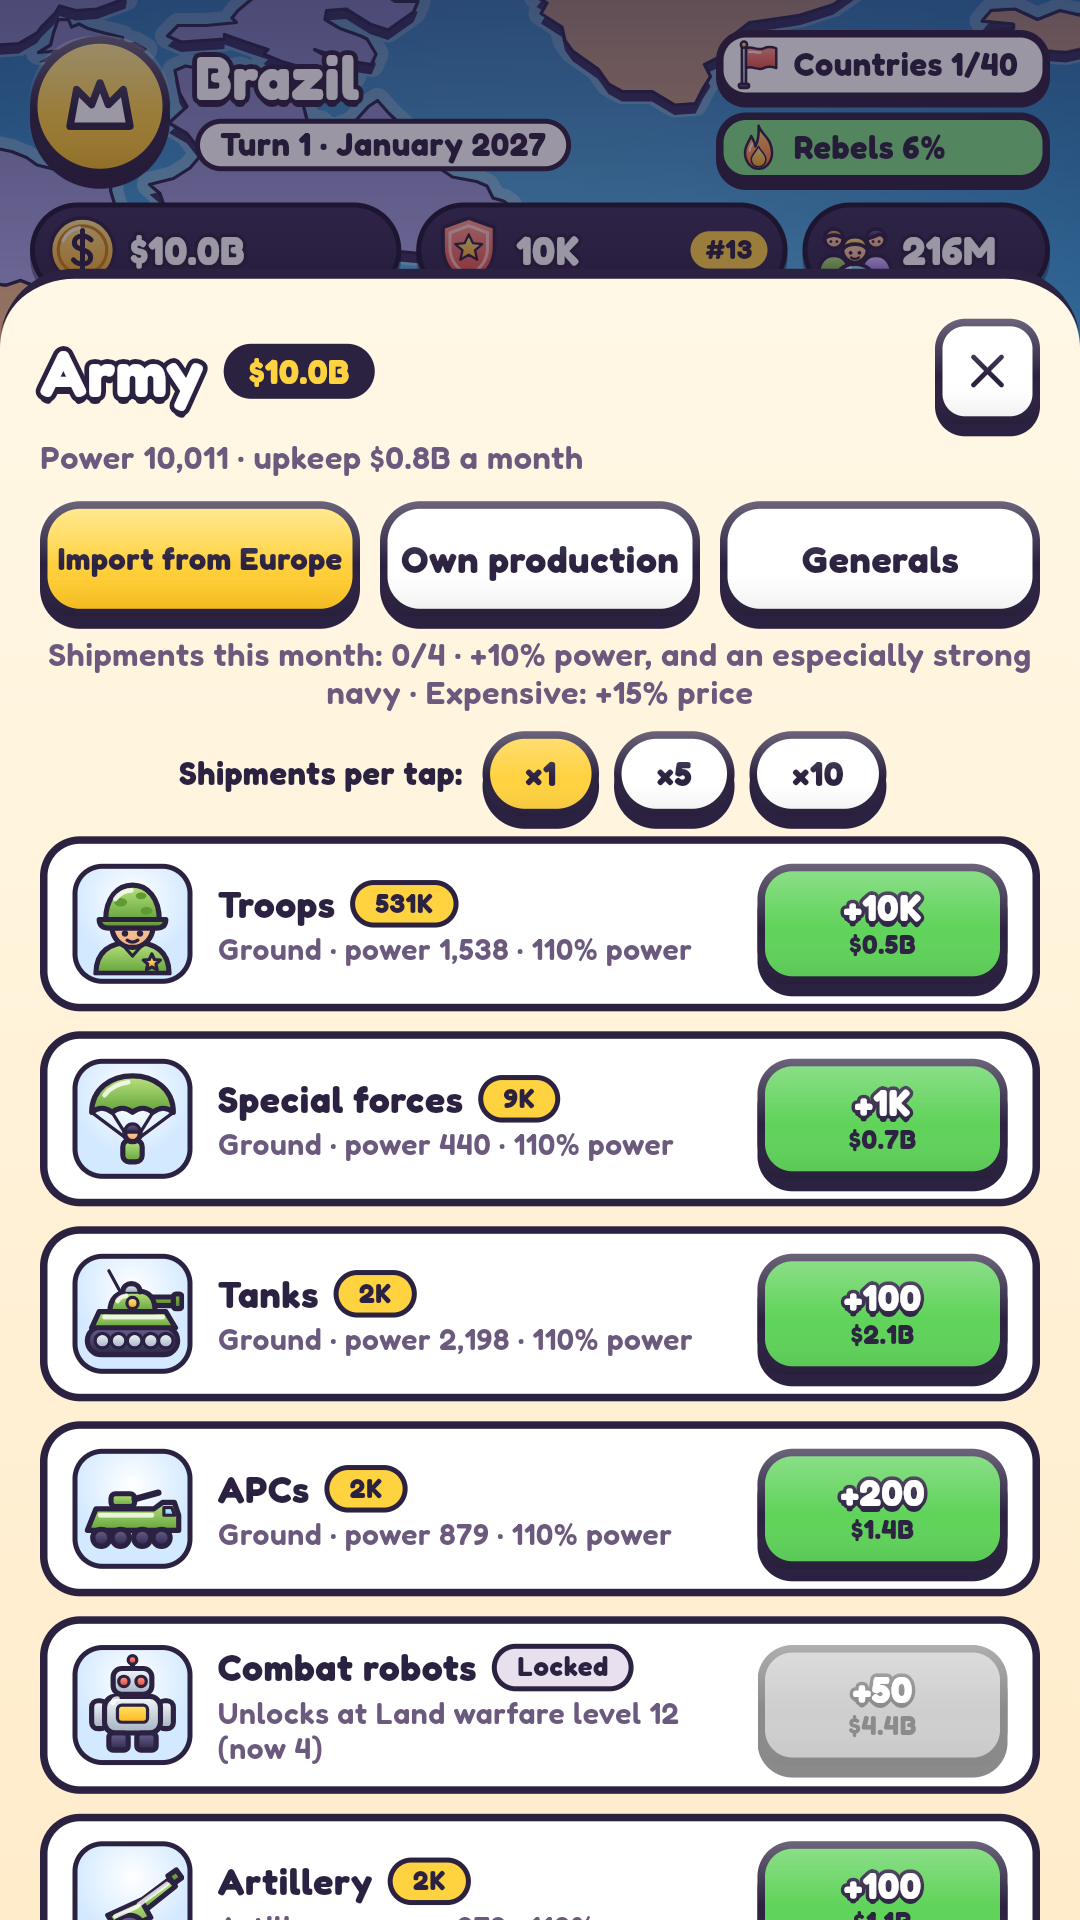 Brazil
Turn 1 · January 2027
Countries 1/40
Rebels 6%
$10.0B
10K
#13
216M
Army
$10.0B
Power 10,011 · upkeep $0.8B a month
Import from Europe
Own production
Generals
Shipments this month: 0/4 · +10% power, and an especially strong
navy · Expensive: +15% price
Shipments per tap:
x1
x5
x10
Troops
531K
Ground · power 1,538 · 110% power
+10K
$0.5B
Special forces
9K
Ground · power 440 · 110% power
+1K
$0.7B
Tanks
2K
Ground · power 2,198 · 110% power
+100
$2.1B
APCs
2K
Ground · power 879 · 110% power
+200
$1.4B
Combat robots
Locked
Unlocks at Land warfare level 12
(now 4)
+50
$4.4B
Artillery
2K
+100